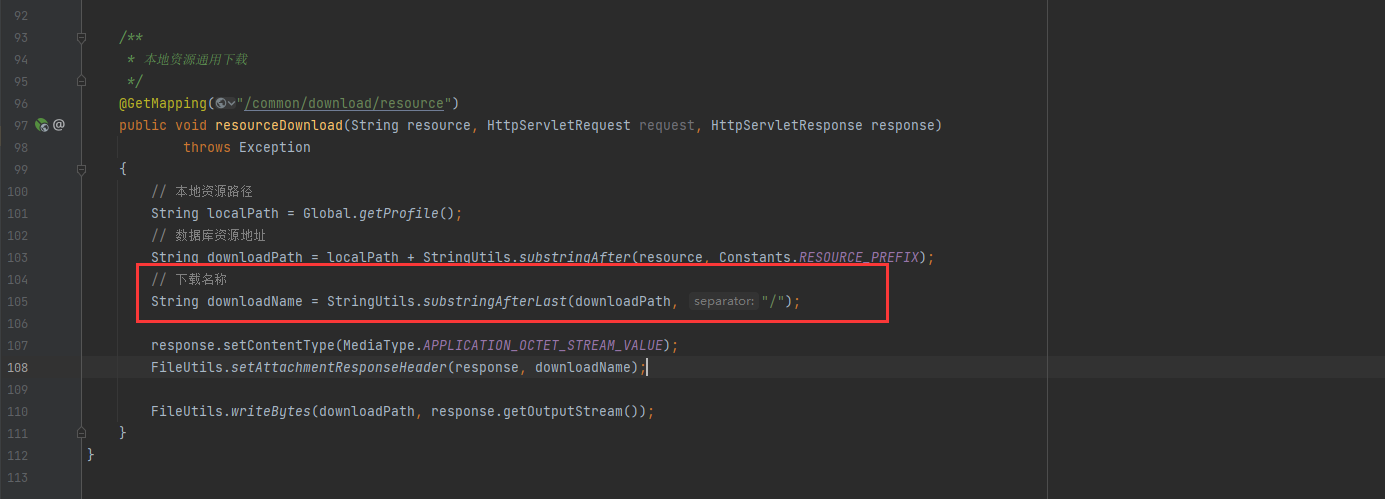 92
93 /**
94 * 本地资源通用下载
95 */
96 @GetMapping("/common/download/resource")
97 @ public void resourceDownload(String resource, HttpServletRequest request, HttpServletResponse response)
98 throws Exception
99 {
100 // 本地资源路径
101 String localPath = Global.getProfile();
102 // 数据库资源地址
103 String downloadPath = localPath + StringUtils.substringAfter(resource, Constants.RESOURCE_PREFIX);
104 // 下载名称
105 String downloadName = StringUtils.substringAfterLast(downloadPath, separator: "/");
106
107 response.setContentType(MediaType.APPLICATION_OCTET_STREAM_VALUE);
108 FileUtils.setAttachmentResponseHeader(response, downloadName);
109
110 FileUtils.writeBytes(downloadPath, response.getOutputStream());
111 }
112 }
113